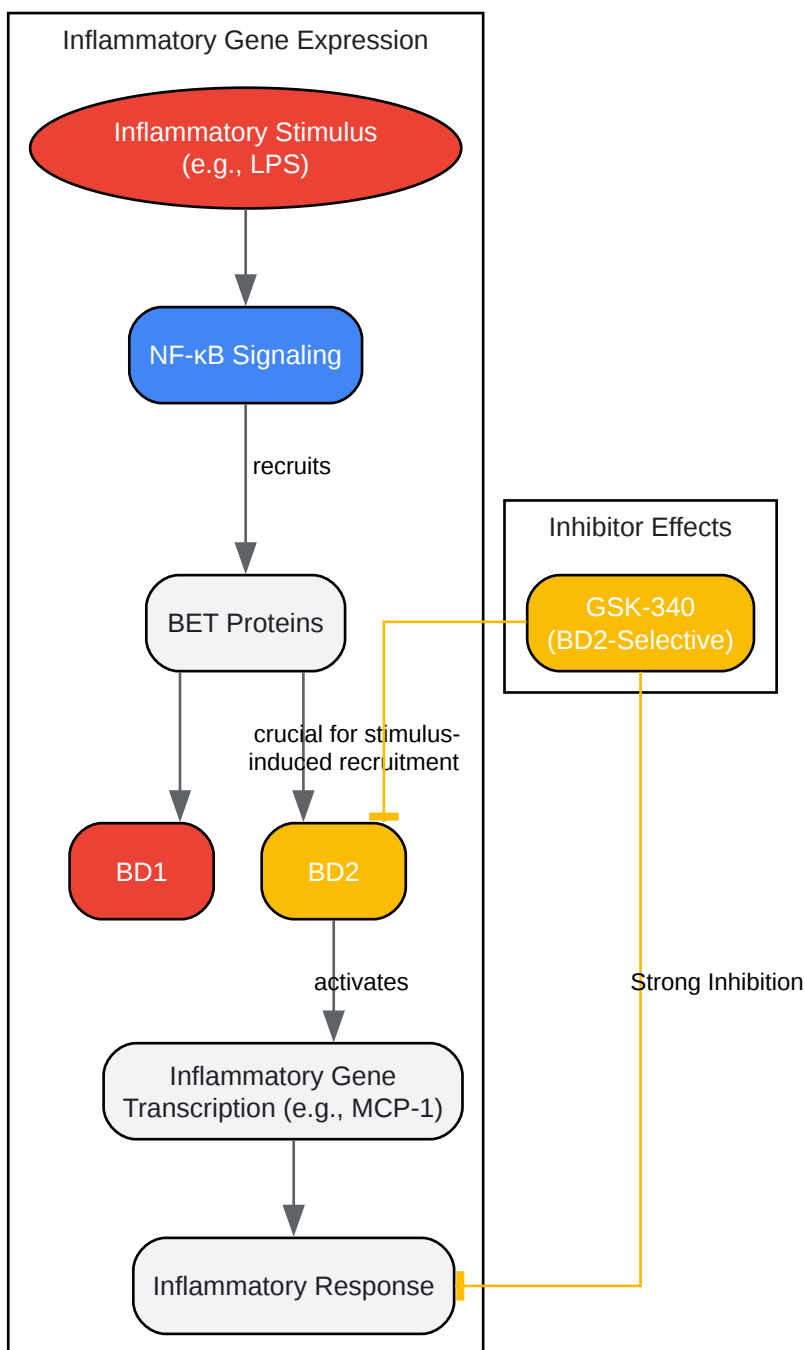 Inflammatory Gene Expression
Inflammatory Stimulus
(e.g., LPS)
NF-κB Signaling
recruits
Inhibitor Effects
BET Proteins
GSK-340
(BD2-Selective)
crucial for stimulus-
induced recruitment
BD1
BD2
activates
Strong Inhibition
Inflammatory Gene
Transcription (e.g., MCP-1)
Inflammatory Response